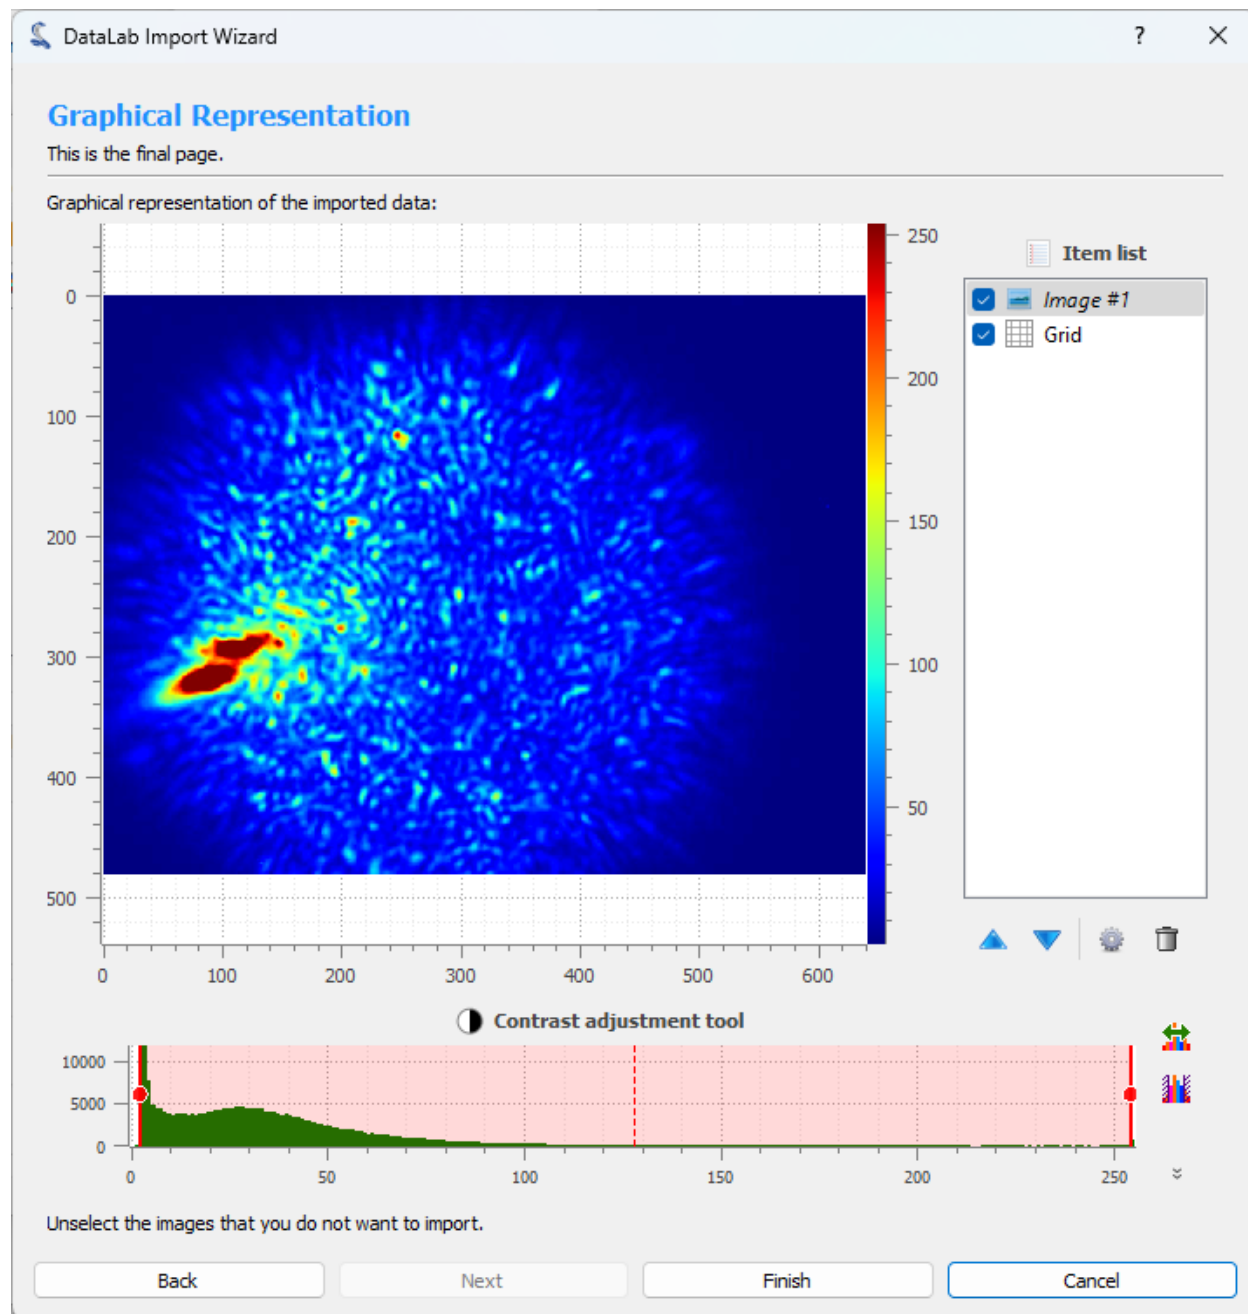 DataLab Import Wizard
?
Graphical Representation
This is the final page.
Graphical representation of the imported data:
0
100
200
300
400
500
0 100 200 300 400 500 600
250
200
150
100
50
Item list
Image #1
Grid
Contrast adjustment tool
10000
5000
0
0 50 100 150 200 250
Unselect the images that you do not want to import.
Back Next Finish Cancel